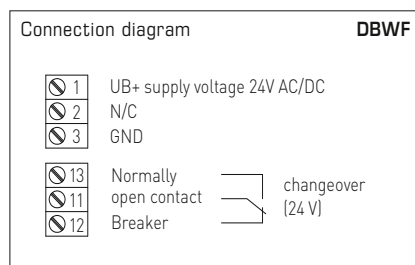 Connection diagram DBWF
1 UB+ supply voltage 24V AC/DC
2 N/C
3 GND
13 Normally
11 open contact
12 Breaker
changeover
(24 V)